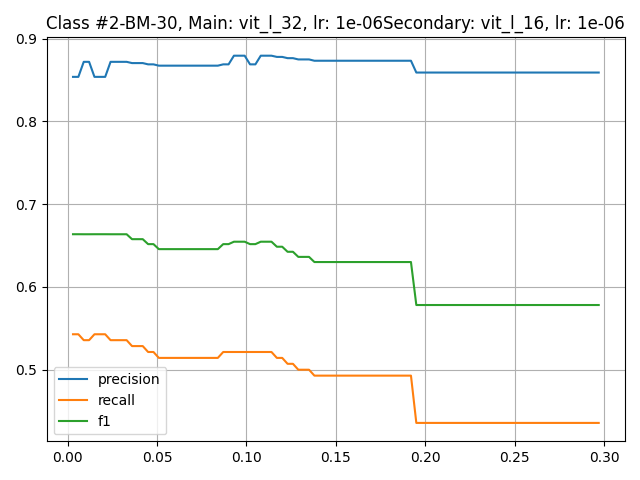 Class #2-BM-30, Main: vit_l_32, lr: 1e-06Secondary: vit_l_16, lr: 1e-06
0.9
0.8
0.7
0.6
0.5
precision
recall
f1
0.00 0.05 0.10 0.15 0.20 0.25 0.30